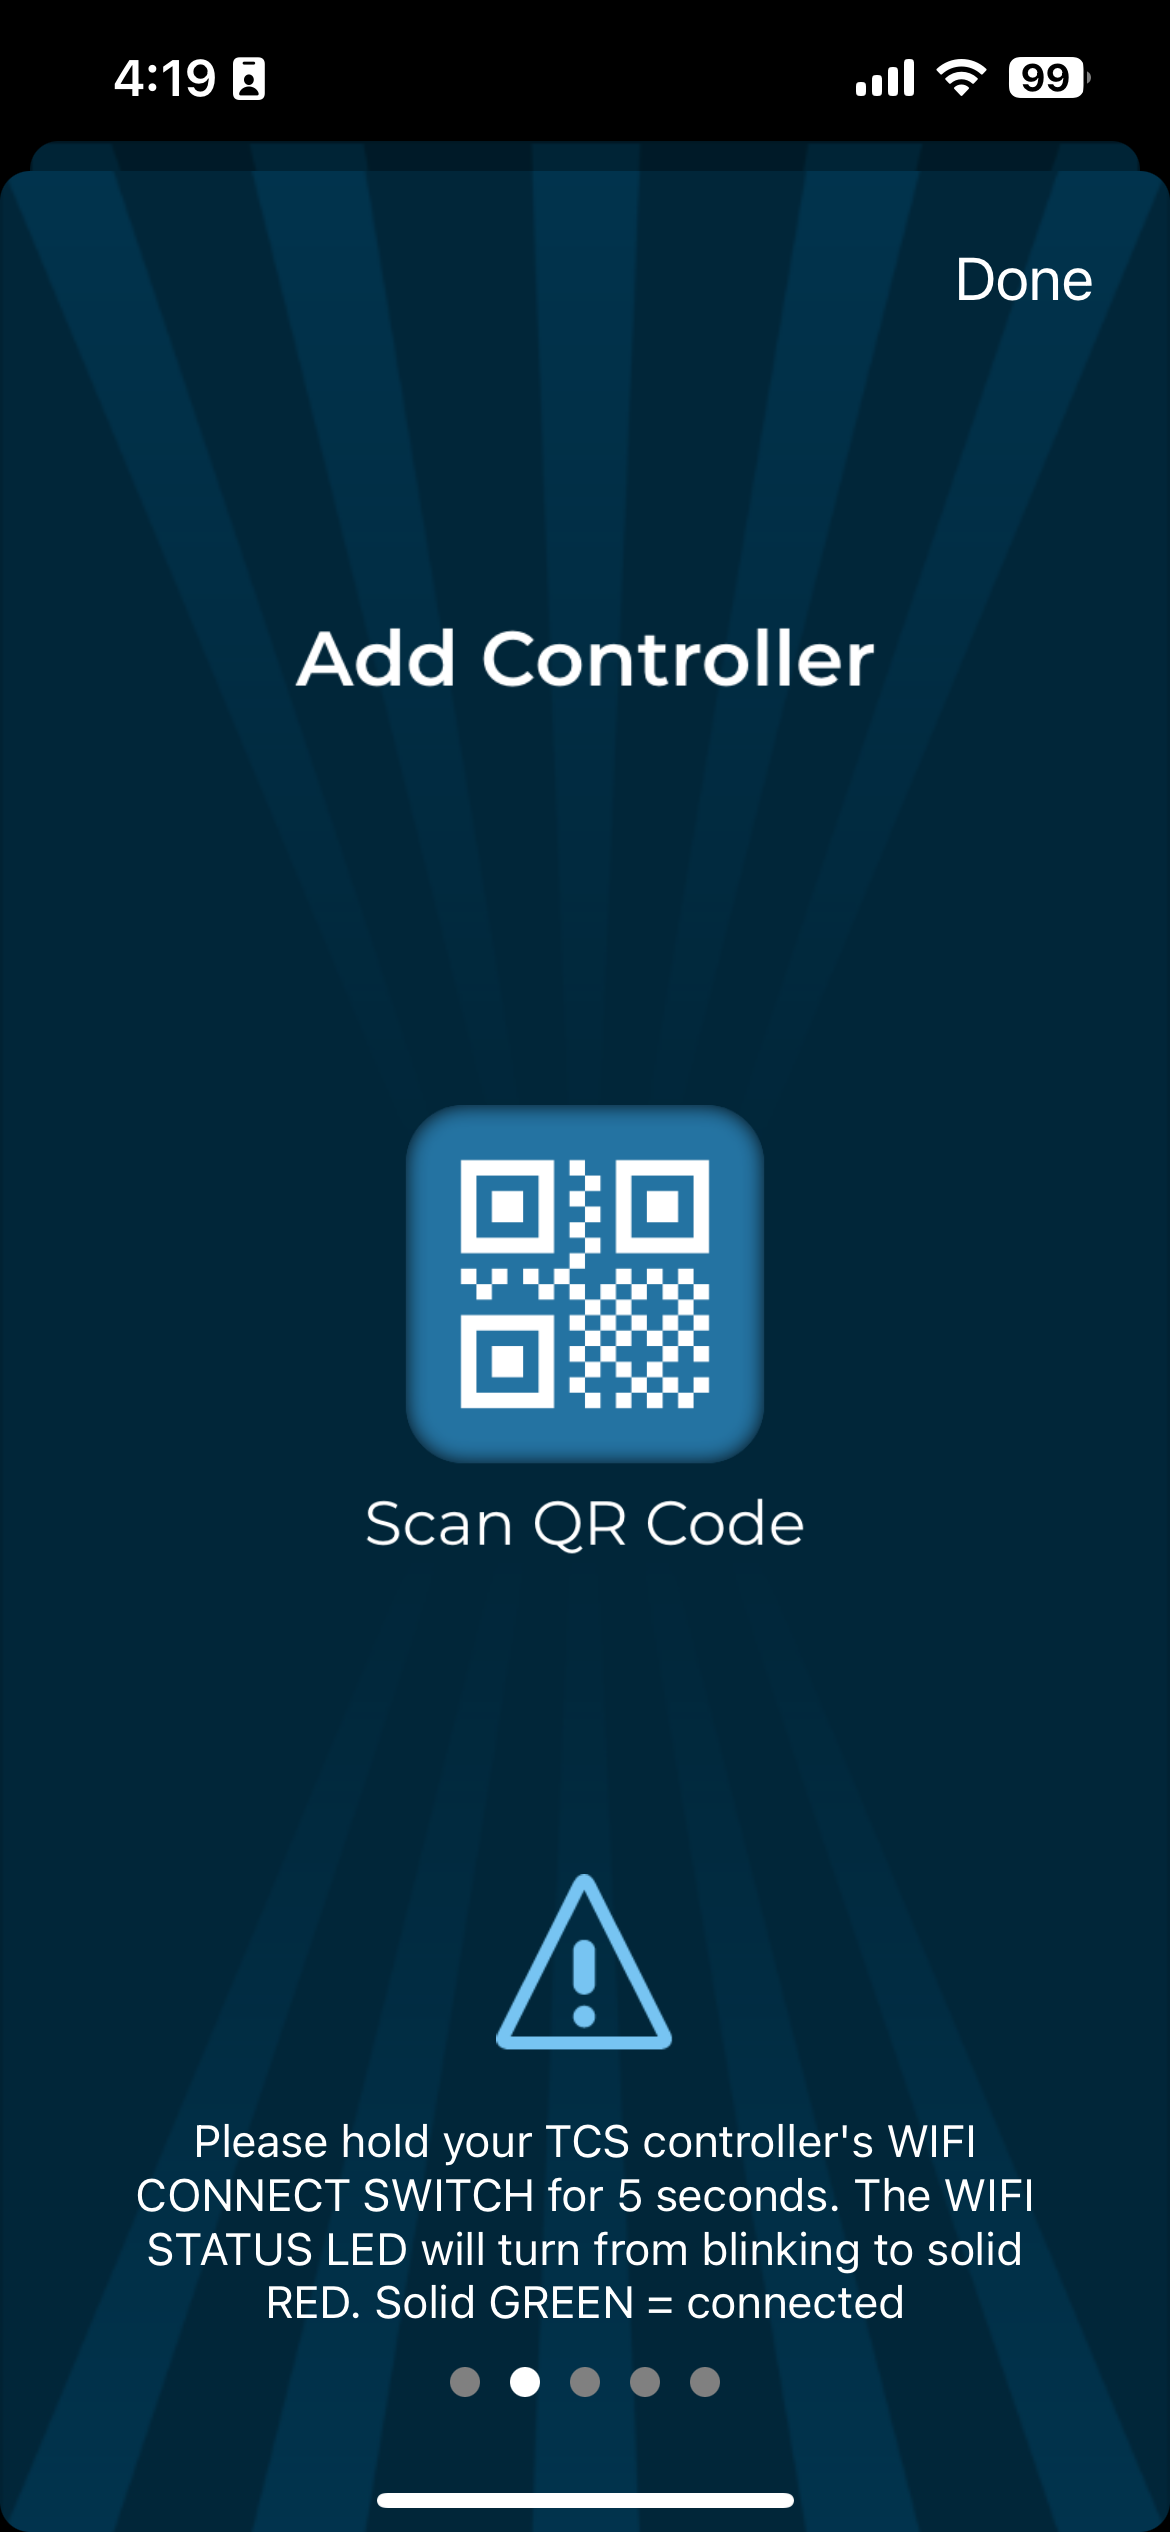 4:19
99
Done
Add Controller
Scan QR Code
Please hold your TCS controller's WIFI
CONNECT SWITCH for 5 seconds. The WIFI
STATUS LED will turn from blinking to solid
RED. Solid GREEN = connected